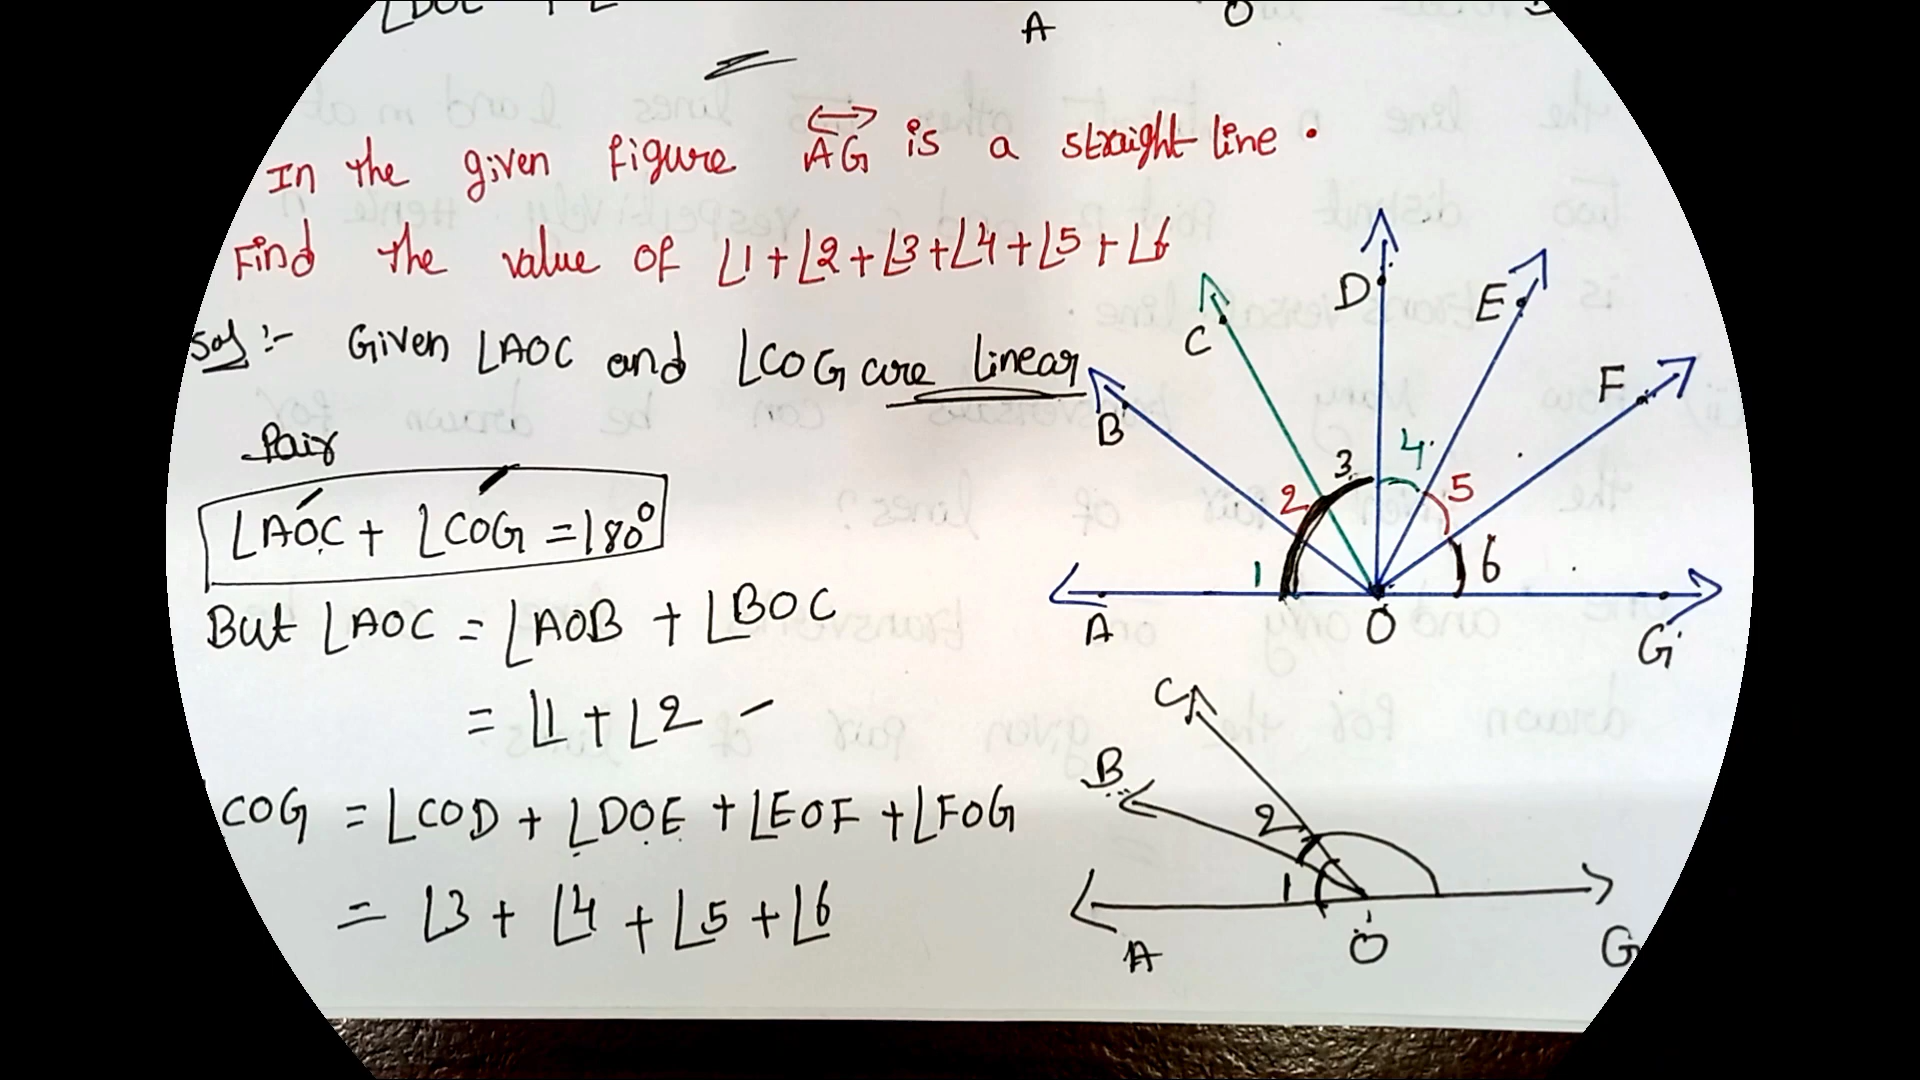 ∠DOE + ∠
A O
In the given figure AG is a straight line.
Find the value of ∠1+∠2+∠3+∠4+∠5+∠6
Sol :- Given ∠AOC and ∠COG are linear
Pair
∠AOC + ∠COG = 180°
But ∠AOC = ∠AOB + ∠BOC
= ∠1 + ∠2
COG = ∠COD + ∠DOE + ∠EOF + ∠FOG
= ∠3 + ∠4 + ∠5 + ∠6
D
E
C
F
B
3 4
2 5
1 6
A O G
C
B
2
1
A O G